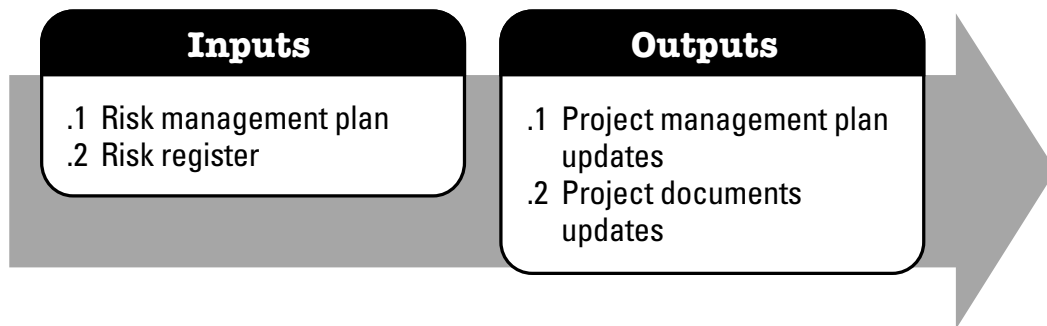 Inputs
.1 Risk management plan
.2 Risk register
Outputs
.1 Project management plan
updates
.2 Project documents
updates